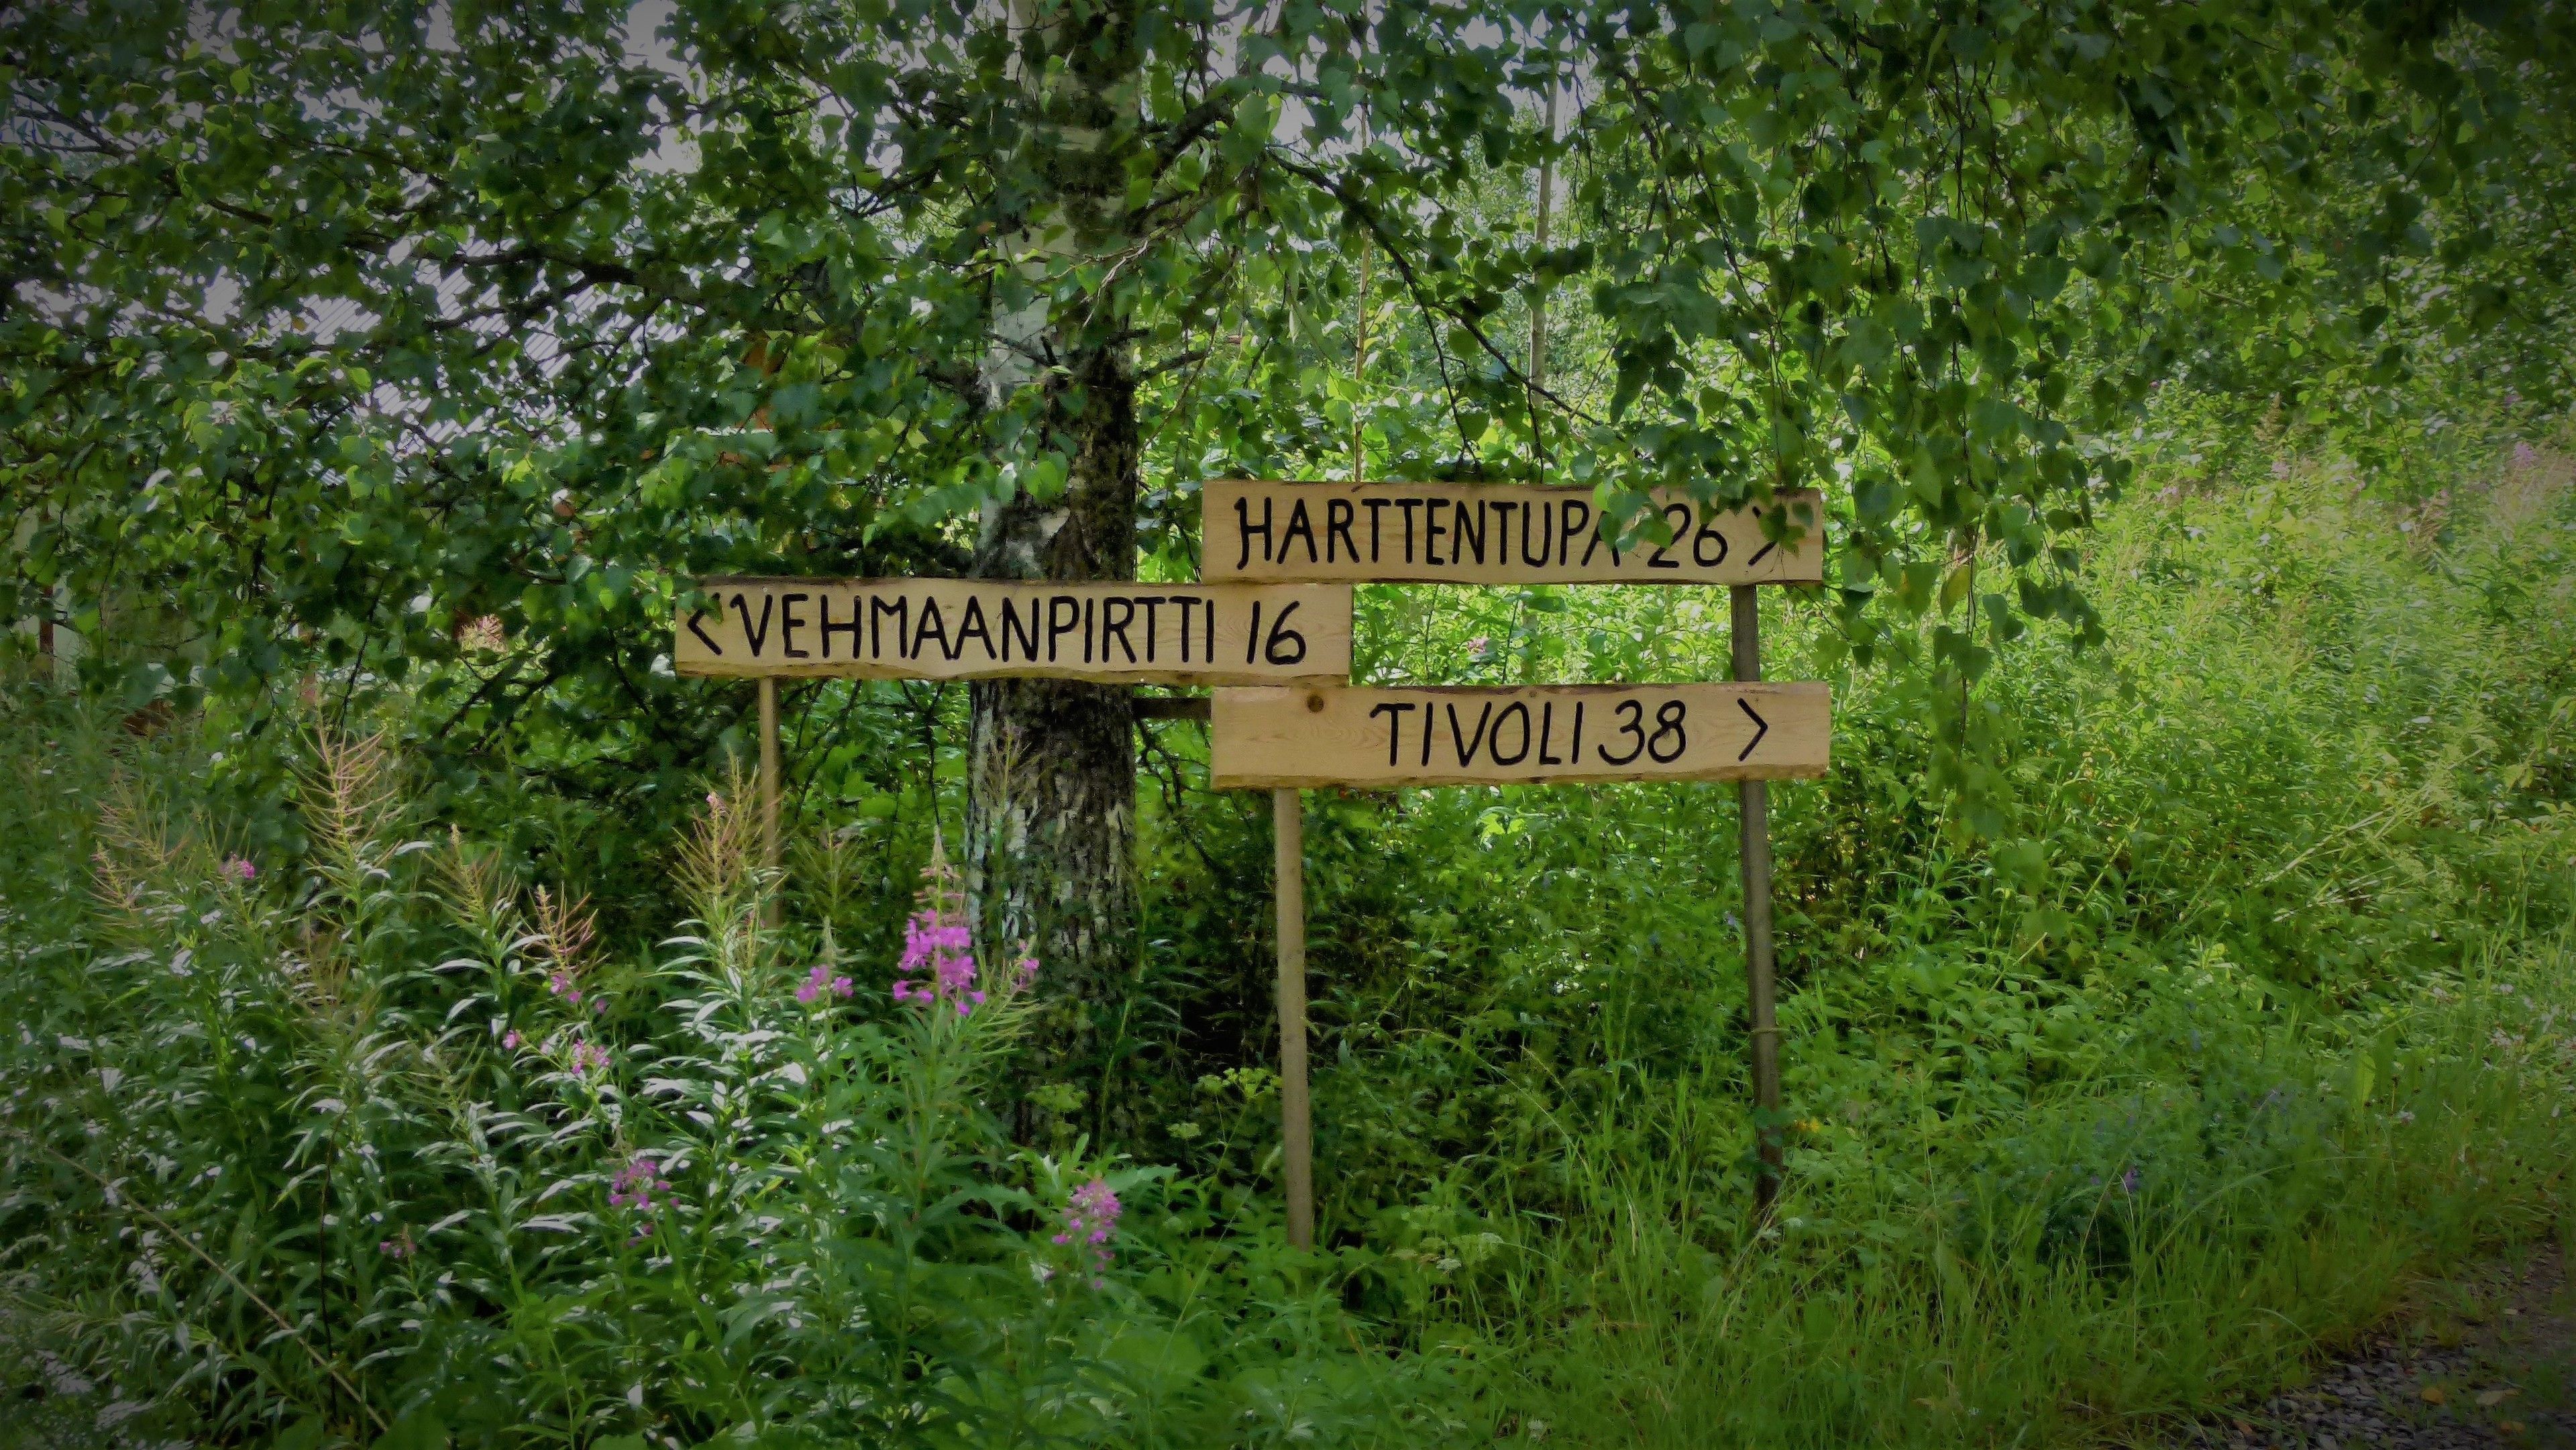 HARTTENTUPA 26 >
< VEHMAANPIRTTI 16
TIVOLI 38 >